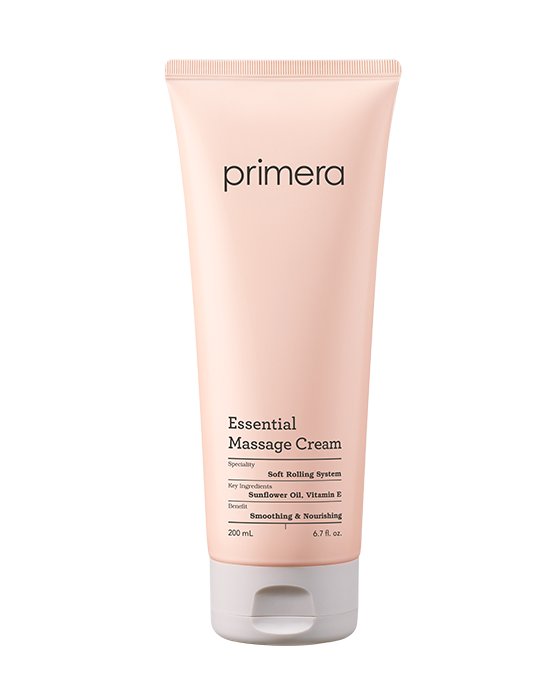 primera
Essential
Massage Cream
Speciality
Soft Rolling System
Key Ingredients
Sunflower Oil, Vitamin E
Benefit
Smoothing & Nourishing
200 mL 6.7 fl. oz.